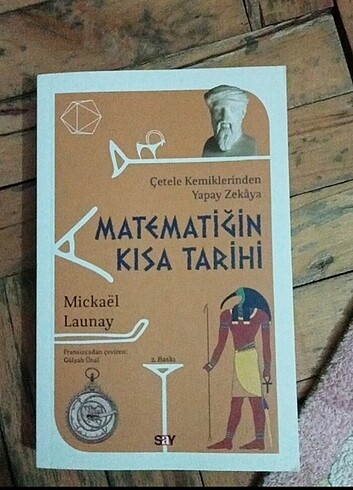 Çetele Kemiklerinden
Yapay Zekâya
MATEMATİĞİN
KISA TARİHİ
Mickaël
Launay
Fransızcadan çeviren:
Gülşah Ünal
2. Baskı
SAY